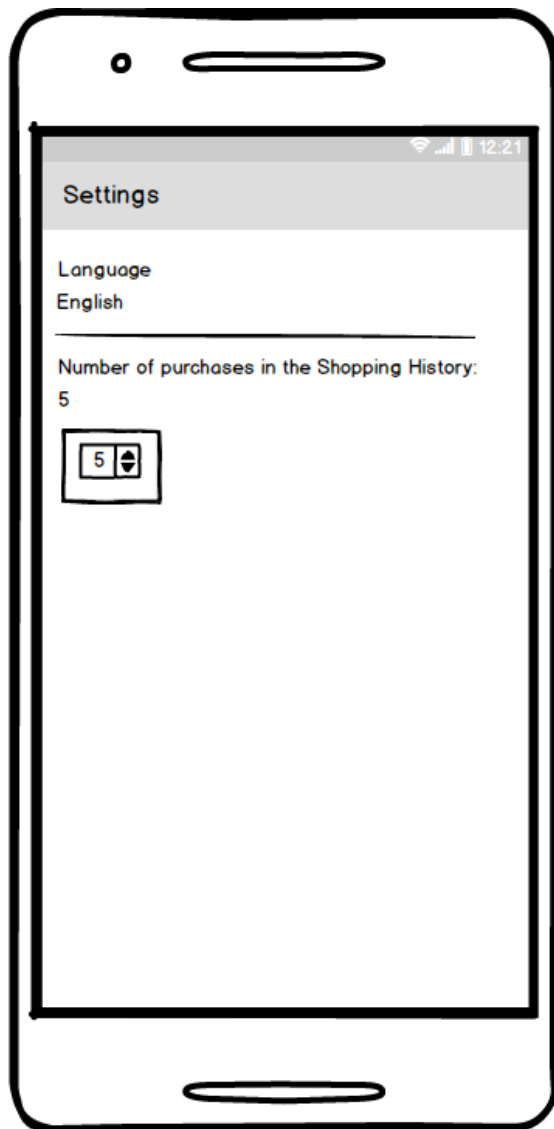 12:21
Settings
Language
English
Number of purchases in the Shopping History:
5
5